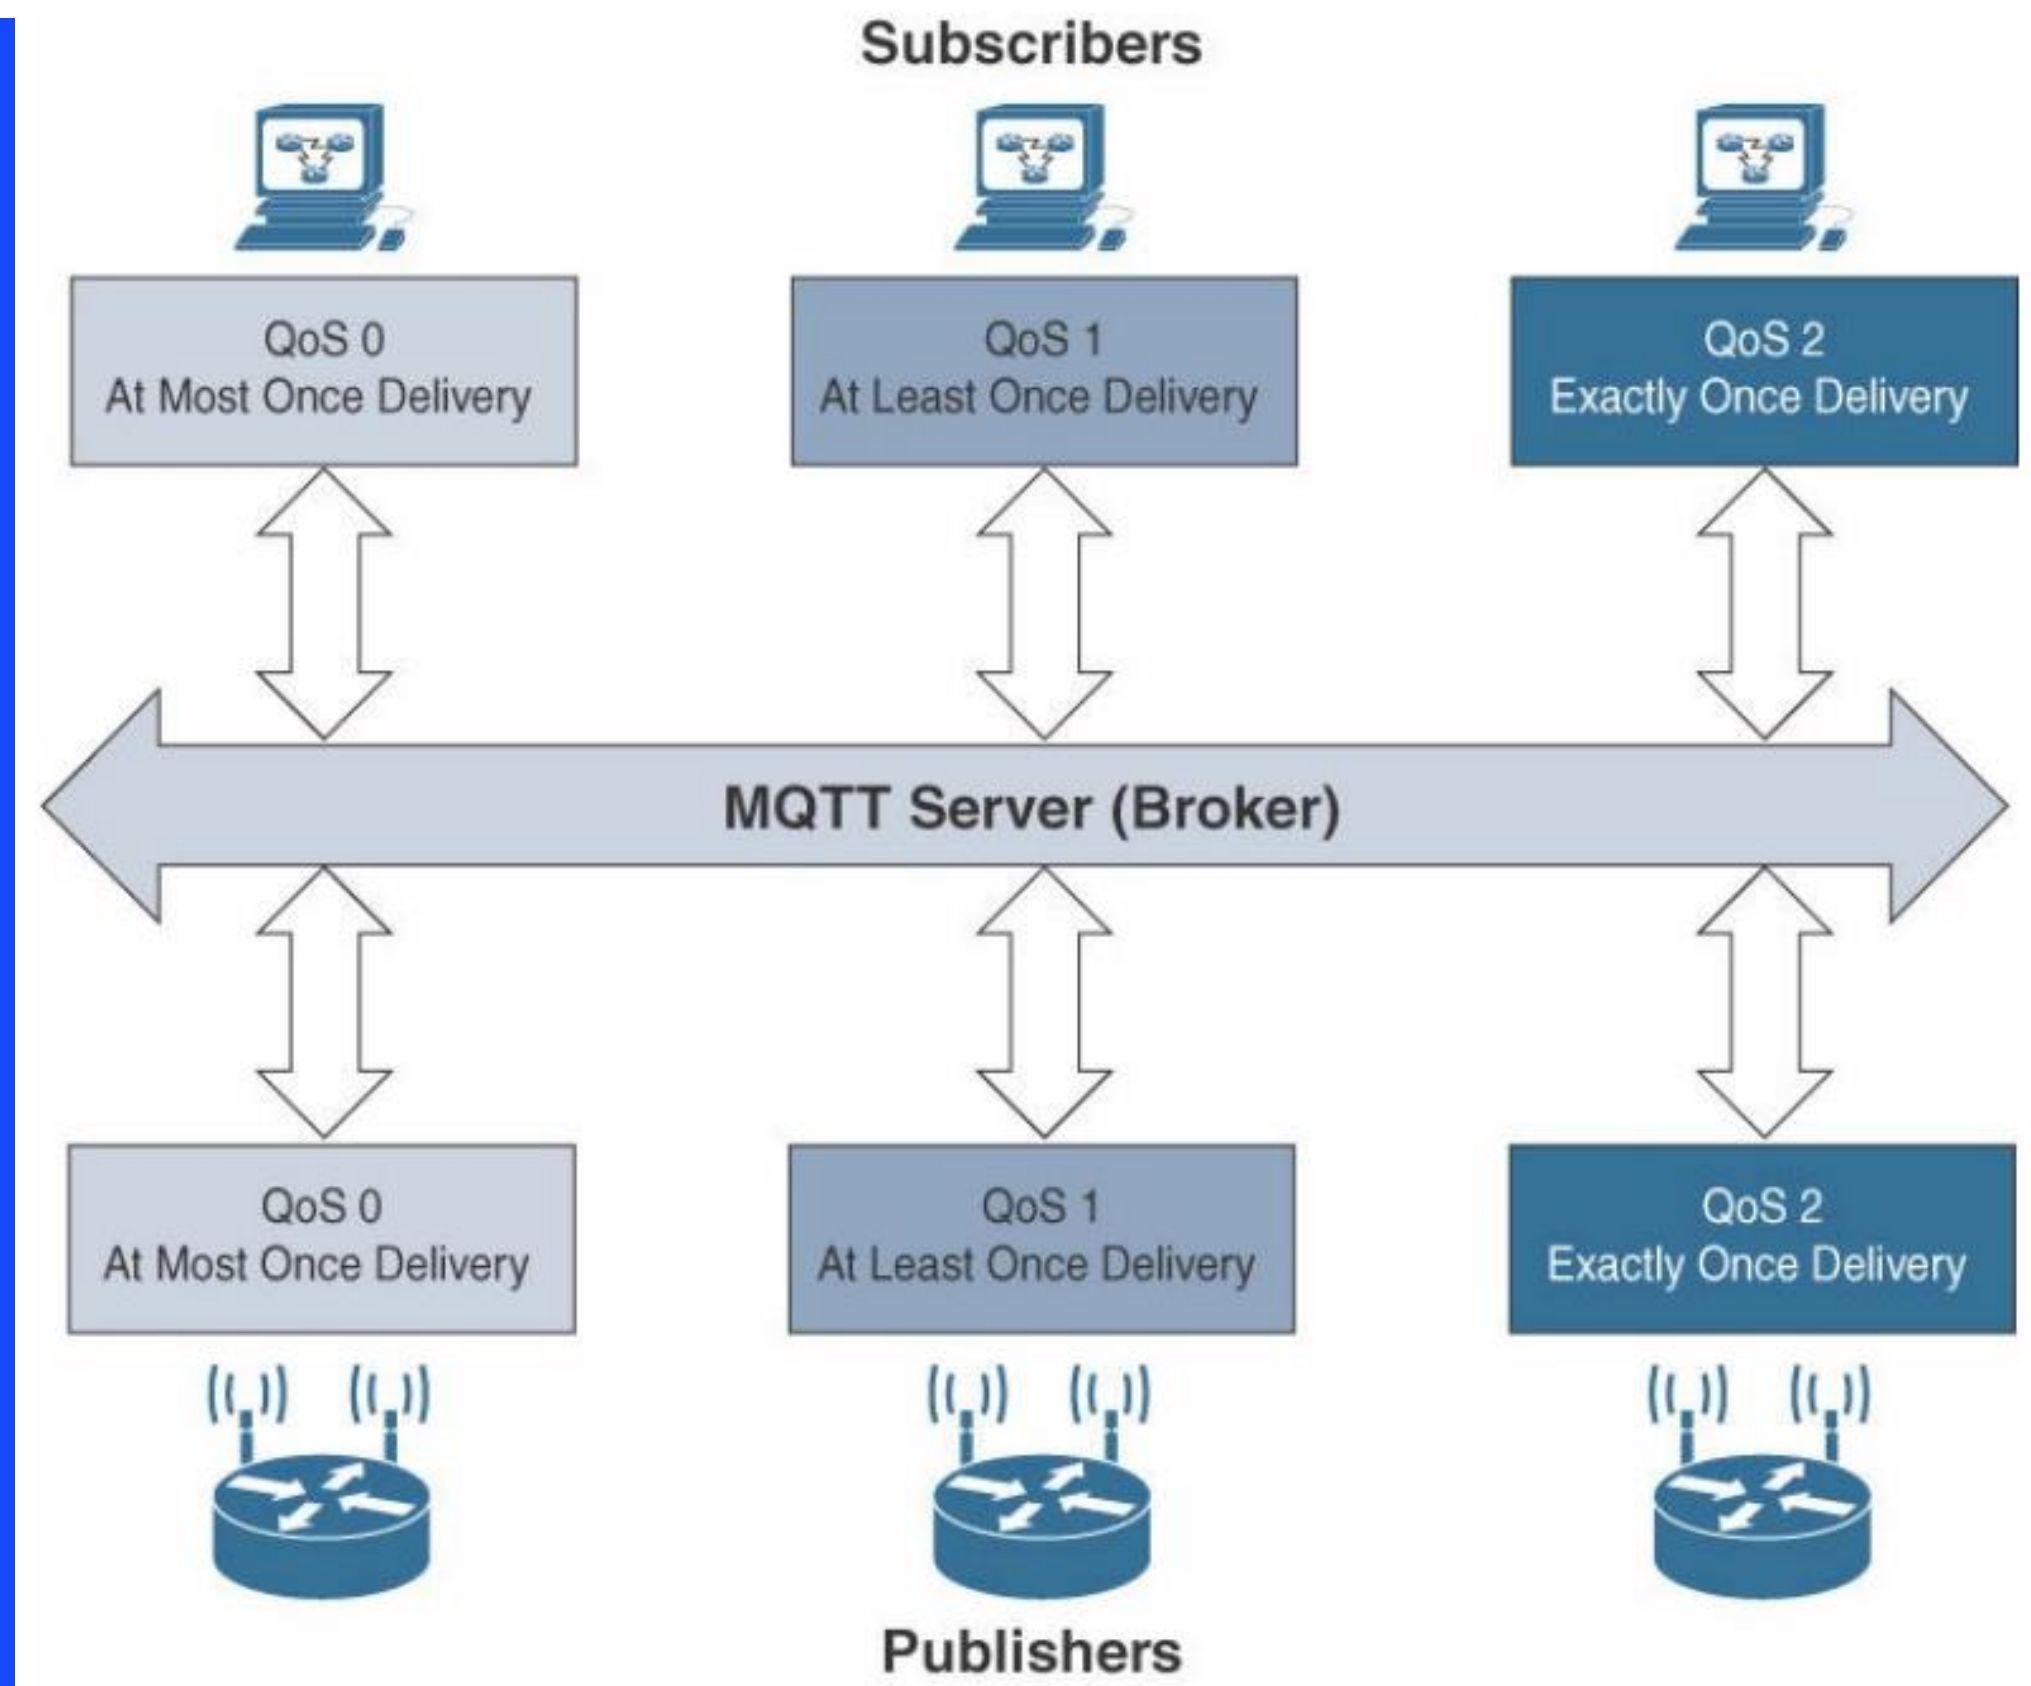 Subscribers
QoS 0
At Most Once Delivery
QoS 1
At Least Once Delivery
QoS 2
Exactly Once Delivery
MQTT Server (Broker)
QoS 0
At Most Once Delivery
QoS 1
At Least Once Delivery
QoS 2
Exactly Once Delivery
Publishers